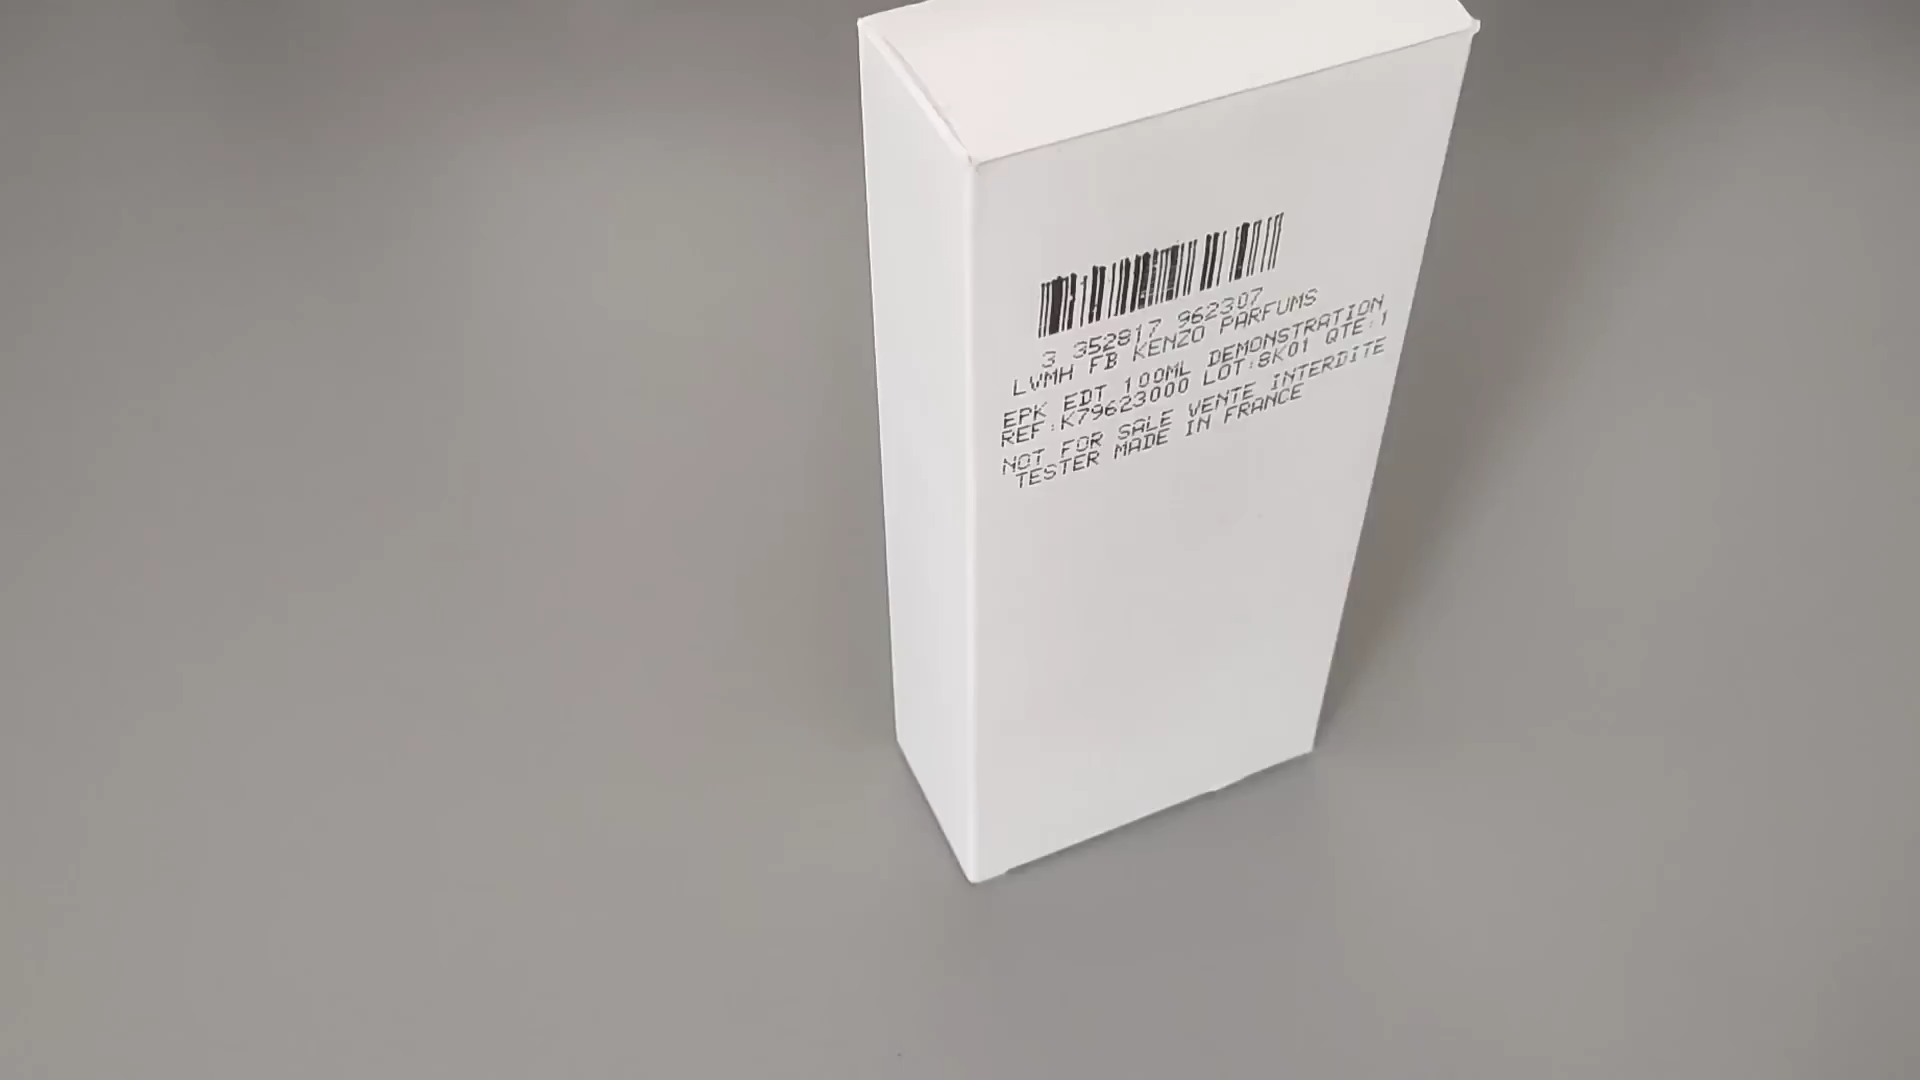 3 352817 962307
LVMH FB KENZO PARFUMS
EPK EDT 100ML DEMONSTRATION
REF:K79623000 LOT:8K01 QTE:1
NOT FOR SALE VENTE INTERDITE
TESTER MADE IN FRANCE